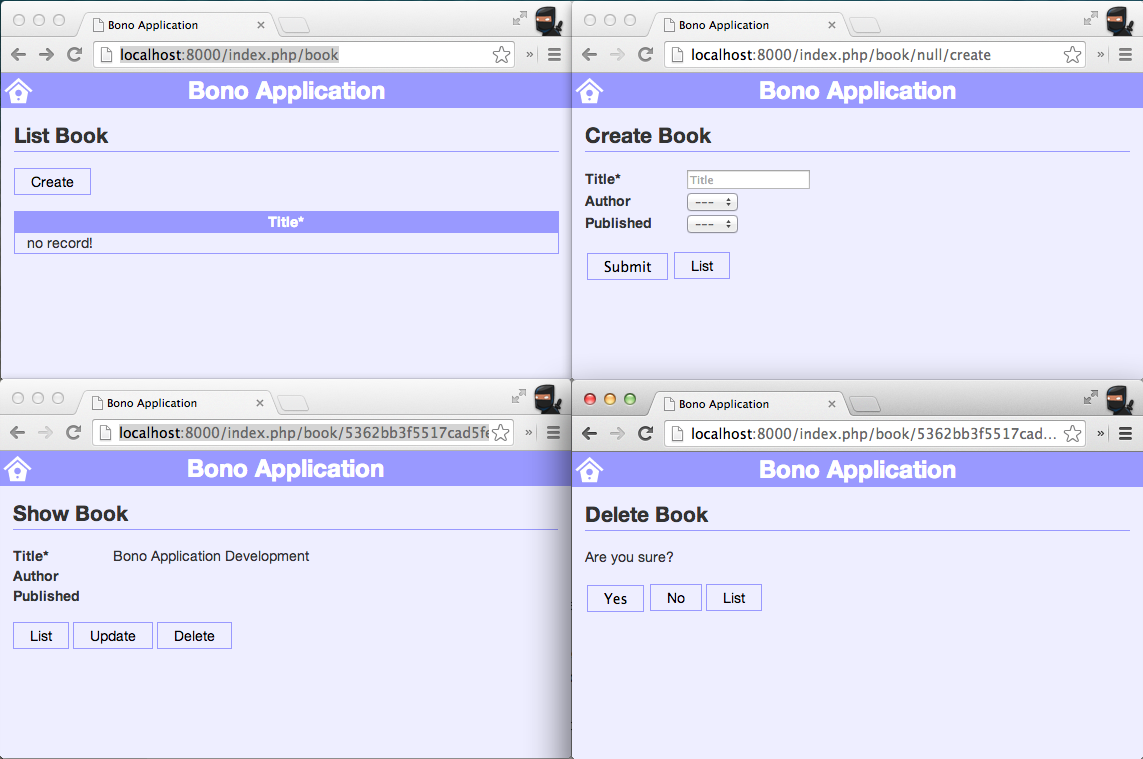 Bono Application
localhost:8000/index.php/book
»
Bono Application
List Book
Create
Title*
no record!
Bono Application
localhost:8000/index.php/book/null/create
»
Bono Application
Create Book
Title* Title
Author ---
Published ---
Submit List
Bono Application
localhost:8000/index.php/book/5362bb3f5517cad5fe
»
Bono Application
Show Book
Title* Bono Application Development
Author
Published
List Update Delete
Bono Application
localhost:8000/index.php/book/5362bb3f5517cad...
»
Bono Application
Delete Book
Are you sure?
Yes No List